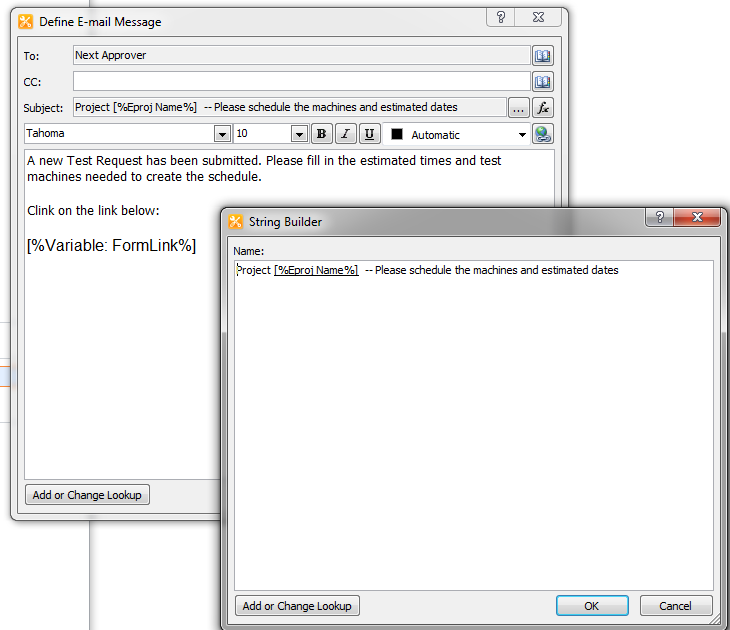 Define E-mail Message
To: Next Approver
CC:
Subject: Project [%Eproj Name%] -- Please schedule the machines and estimated dates ... fx
Tahoma 10 B I U Automatic
A new Test Request has been submitted. Please fill in the estimated times and test
machines needed to create the schedule.
Clink on the link below:
[%Variable: FormLink%]
Add or Change Lookup
String Builder
Name:
Project [%Eproj Name%] -- Please schedule the machines and estimated dates
Add or Change Lookup OK Cancel